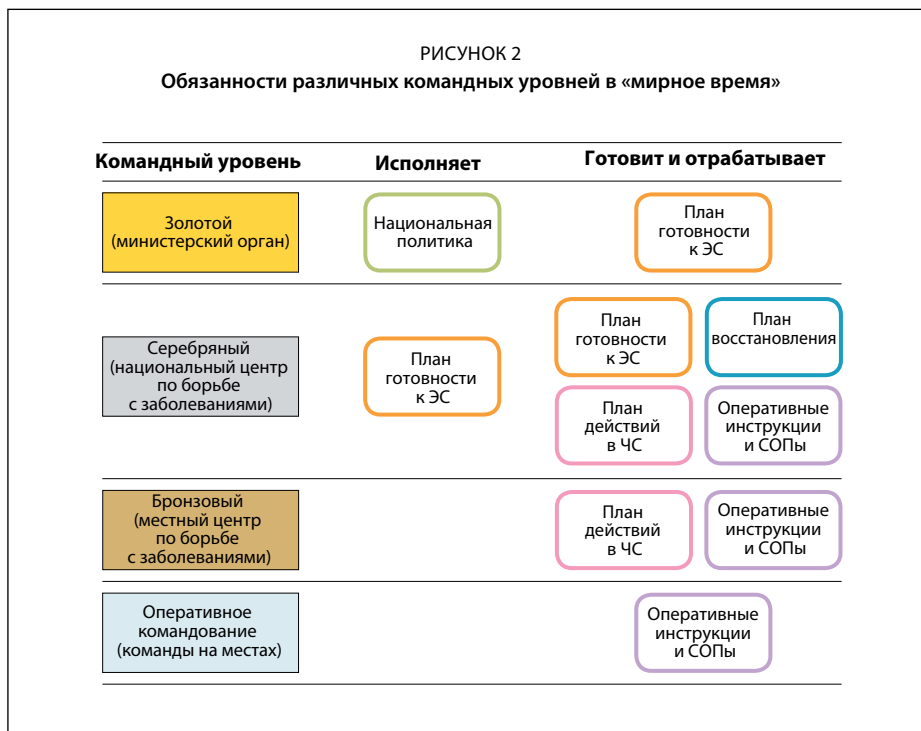 РИСУНОК 2
Обязанности различных командных уровней в «мирное время»
Командный уровень
Исполняет
Готовит и отрабатывает
Золотой
(министерский орган)
Национальная
политика
План
готовности
к ЭС
Серебряный
(национальный центр
по борьбе
с заболеваниями)
План
готовности
к ЭС
План
готовности
к ЭС
План
восстановления
План
действий
в ЧС
Оперативные
инструкции
и СОПы
Бронзовый
(местный центр
по борьбе
с заболеваниями)
План
действий
в ЧС
Оперативные
инструкции
и СОПы
Оперативное
командование
(команды на местах)
Оперативные
инструкции
и СОПы